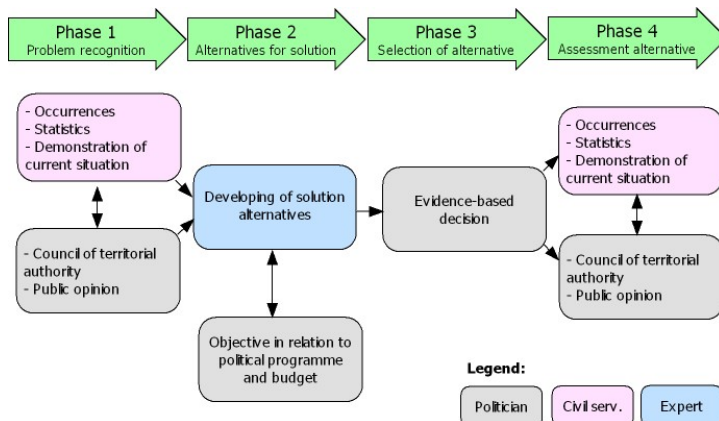 Phase 1
Problem recognition
Phase 2
Alternatives for solution
Phase 3
Selection of alternative
Phase 4
Assessment alternative
- Occurrences
- Statistics
- Demonstration of
current situation
- Council of territorial
authority
- Public opinion
Developing of solution
alternatives
Objective in relation to
political programme
and budget
Evidence-based
decision
- Occurrences
- Statistics
- Demonstration of
current situation
- Council of territorial
authority
- Public opinion
Legend:
Politician
Civil serv.
Expert